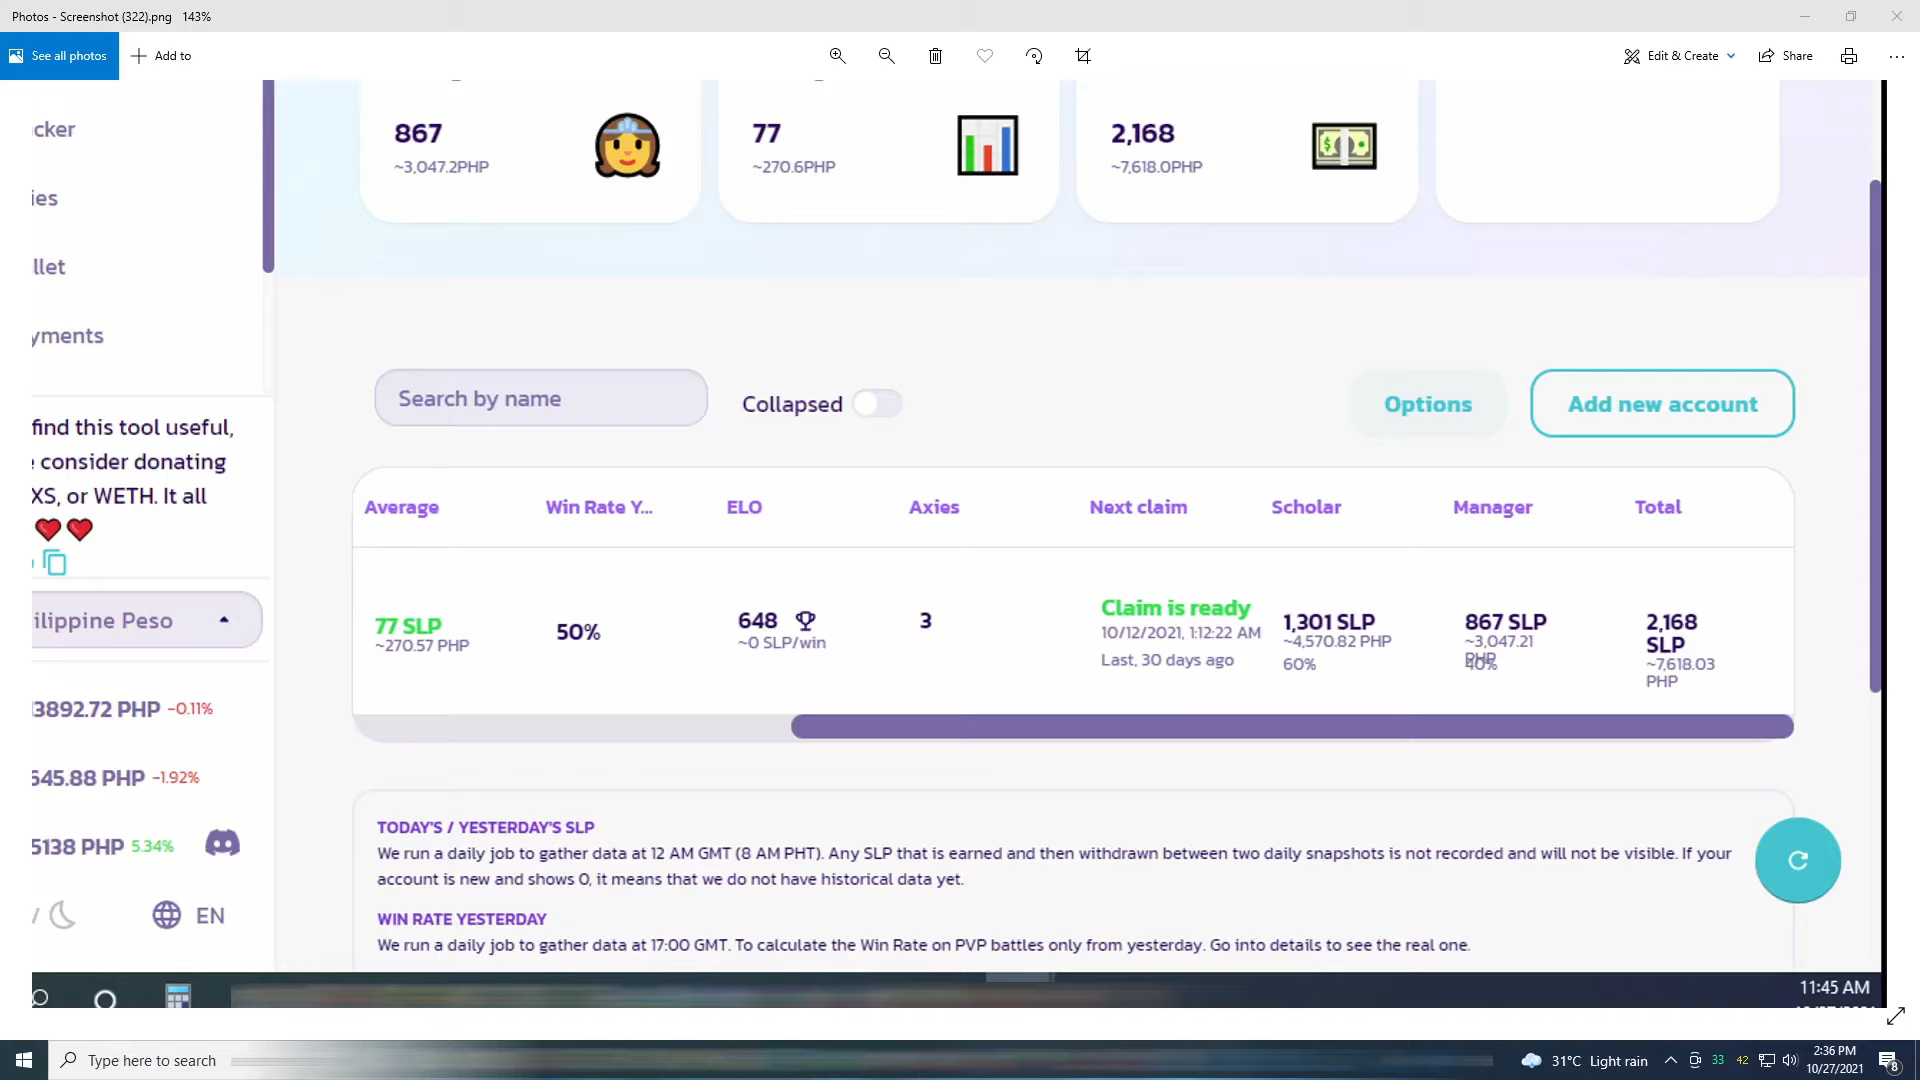 Photos - Screenshot (322).png 143%
See all photos
Add to
Edit & Create
Share
cker
ies
llet
yments
867
~3,047.2PHP
77
~270.6PHP
2,168
~7,618.0PHP
find this tool useful,
consider donating
XS, or WETH. It all
ilippine Peso
3892.72 PHP -0.11%
645.88 PHP -1.92%
5138 PHP 5.34%
EN
Search by name
Collapsed
Options
Add new account
Average
Win Rate Y...
ELO
Axies
Next claim
Scholar
Manager
Total
77 SLP
~270.57 PHP
50%
648
~0 SLP/win
3
Claim is ready
10/12/2021, 1:12:22 AM
Last, 30 days ago
1,301 SLP
~4,570.82 PHP
60%
867 SLP
~3,047.21
PHP
40%
2,168
SLP
~7,618.03
PHP
TODAY'S / YESTERDAY'S SLP
We run a daily job to gather data at 12 AM GMT (8 AM PHT). Any SLP that is earned and then withdrawn between two daily snapshots is not recorded and will not be visible. If your
account is new and shows 0, it means that we do not have historical data yet.
WIN RATE YESTERDAY
We run a daily job to gather data at 17:00 GMT. To calculate the Win Rate on PVP battles only from yesterday. Go into details to see the real one.
11:45 AM
Type here to search
31°C Light rain
33
42
2:36 PM
10/27/2021
8